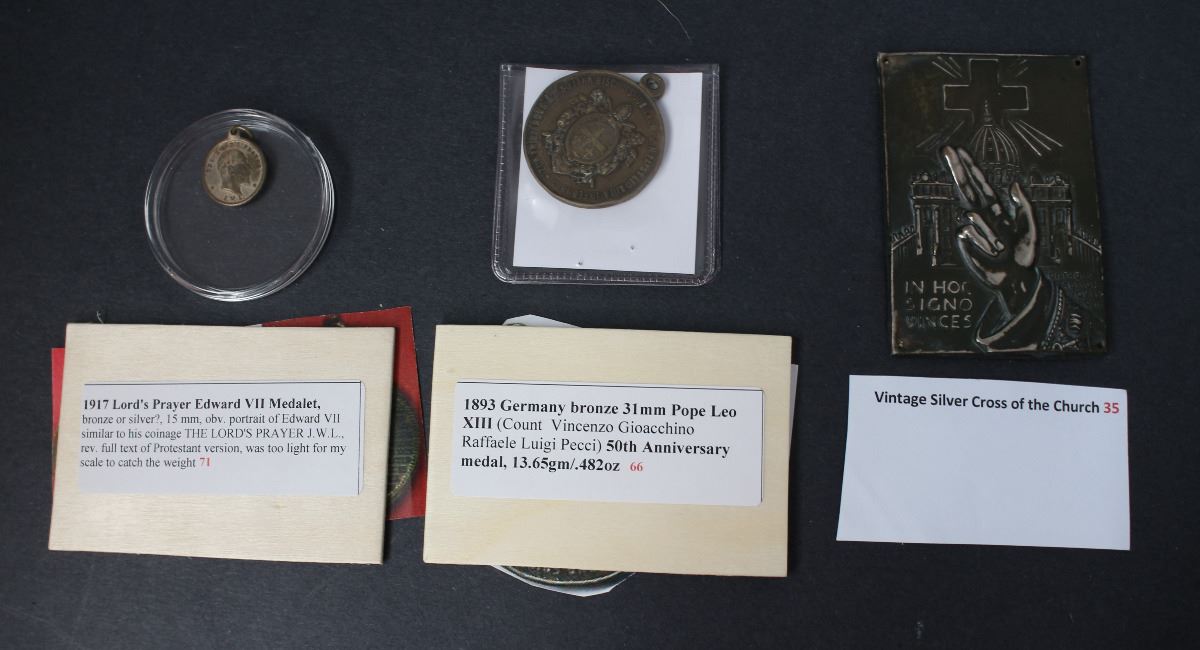 IN HOC
SIGNO
VINCES
1917 Lord's Prayer Edward VII Medalet,
bronze or silver?, 15 mm, obv. portrait of Edward VII
similar to his coinage THE LORD'S PRAYER J.W.L.,
rev. full text of Protestant version, was too light for my
scale to catch the weight 71
1893 Germany bronze 31mm Pope Leo
XIII (Count Vincenzo Gioacchino
Raffaele Luigi Pecci) 50th Anniversary
medal, 13.65gm/.482oz 66
Vintage Silver Cross of the Church 35